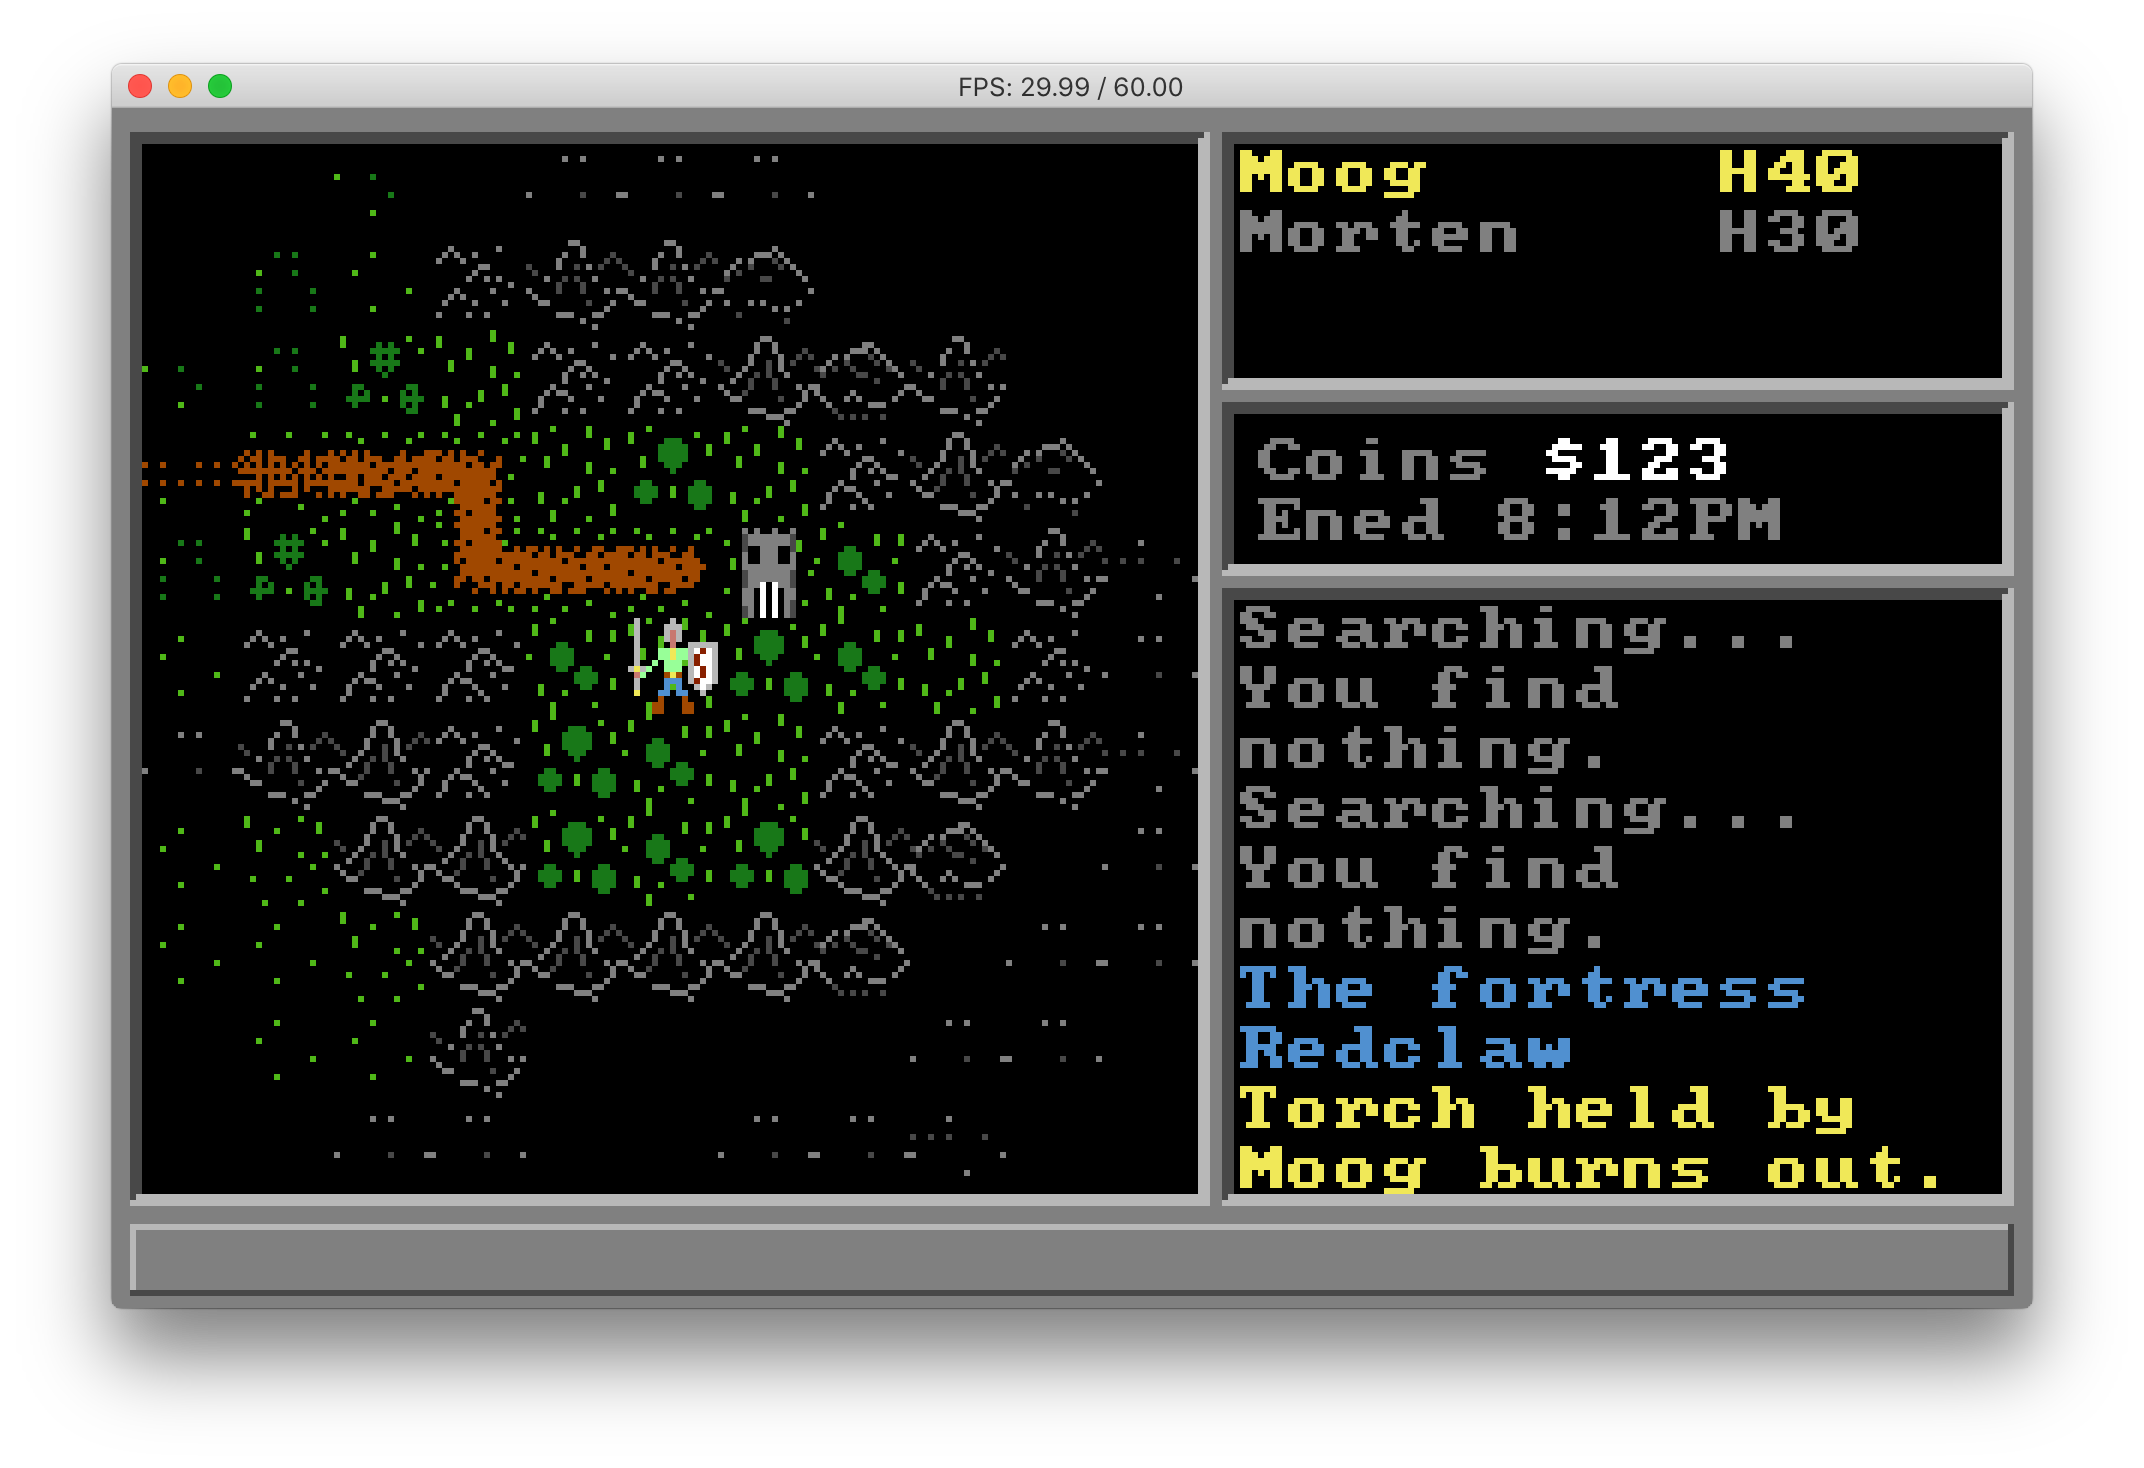 FPS: 29.99 / 60.00
Moog H40
Morten H30
Coins $123
Ened 8:12PM
Searching...
You find
nothing.
Searching...
You find
nothing.
The fortress
Redclaw
Torch held by
Moog burns out.